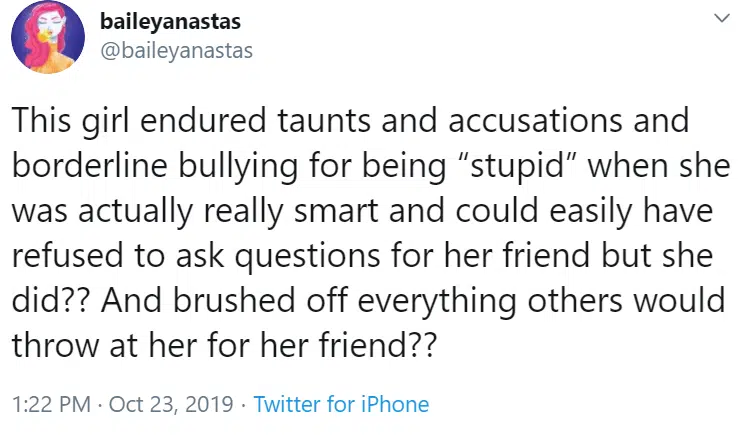 baileyanastas
@baileyanastas
This girl endured taunts and accusations and
borderline bullying for being “stupid” when she
was actually really smart and could easily have
refused to ask questions for her friend but she
did?? And brushed off everything others would
throw at her for her friend??
1:22 PM · Oct 23, 2019 · Twitter for iPhone